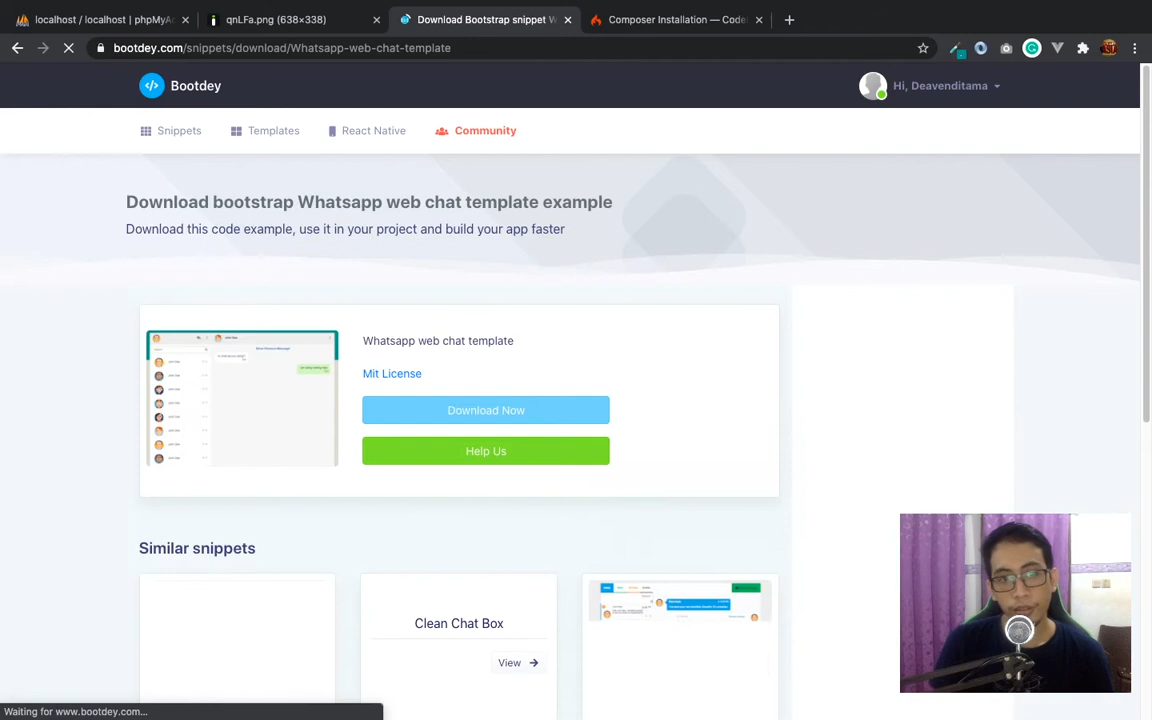 localhost / localhost | phpMyA
qnLFa.png (638×338)
Download Bootstrap snippet W
Composer Installation — Code
bootdey.com/snippets/download/Whatsapp-web-chat-template
Bootdey
Hi, Deavenditama
Snippets
Templates
React Native
Community
Download bootstrap Whatsapp web chat template example
Download this code example, use it in your project and build your app faster
Whatsapp web chat template
Mit License
Download Now
Help Us
Similar snippets
Clean Chat Box
View
Waiting for www.bootdey.com...